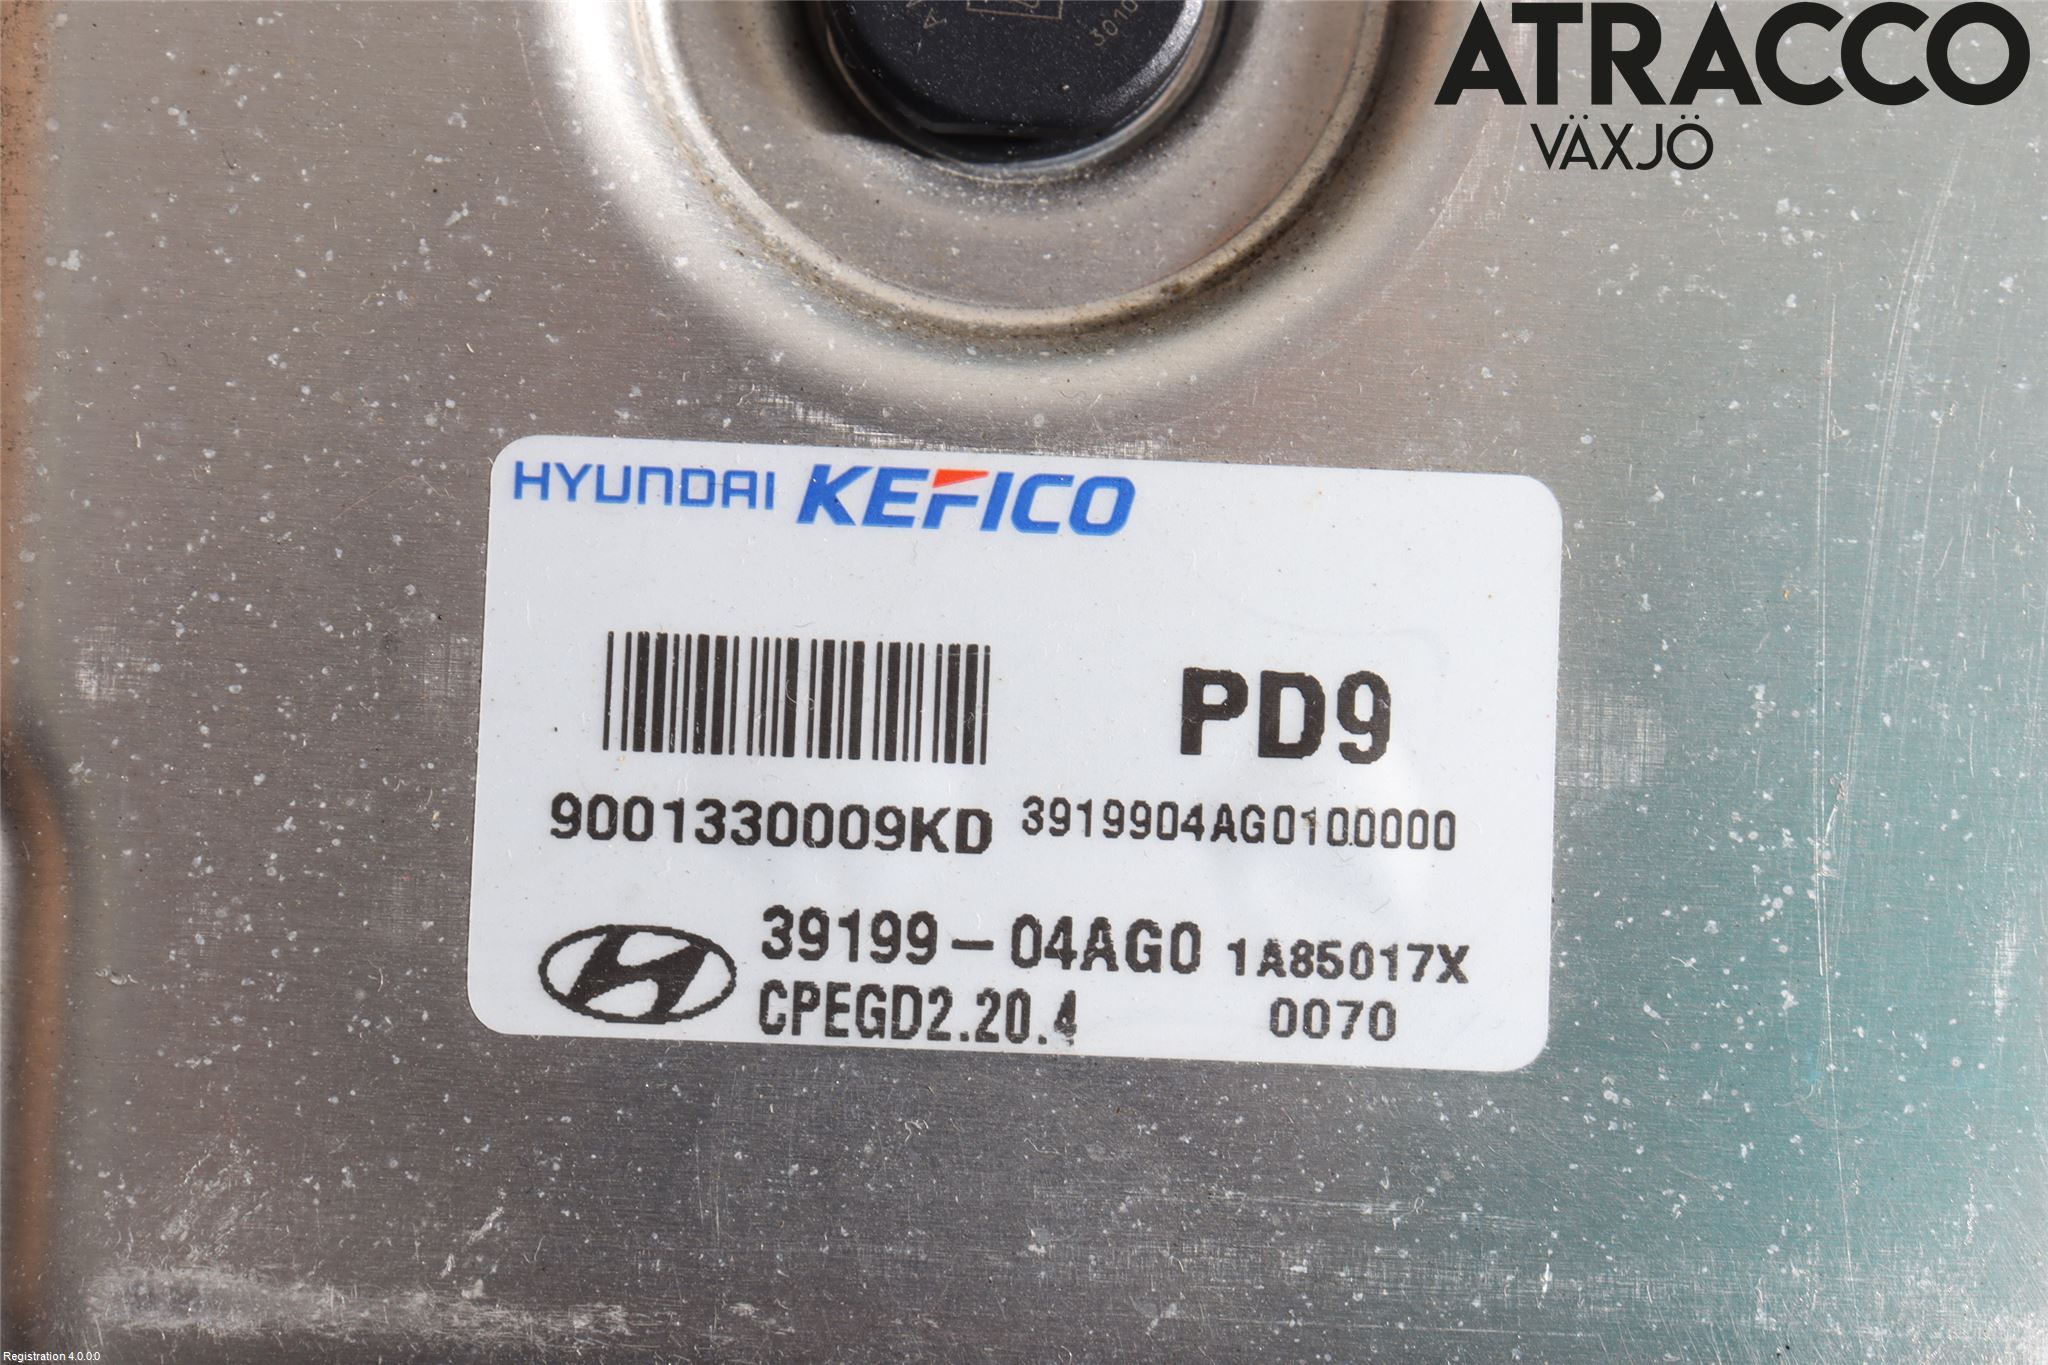 ATRACCO
VÄXJÖ
3010
HYUNDAI KEFICO
PD9
9001330009KD 3919904AG0100000
39199-04AG0 1A85017X
CPEGD2.20.4 0070
Registration 4.0.0.0